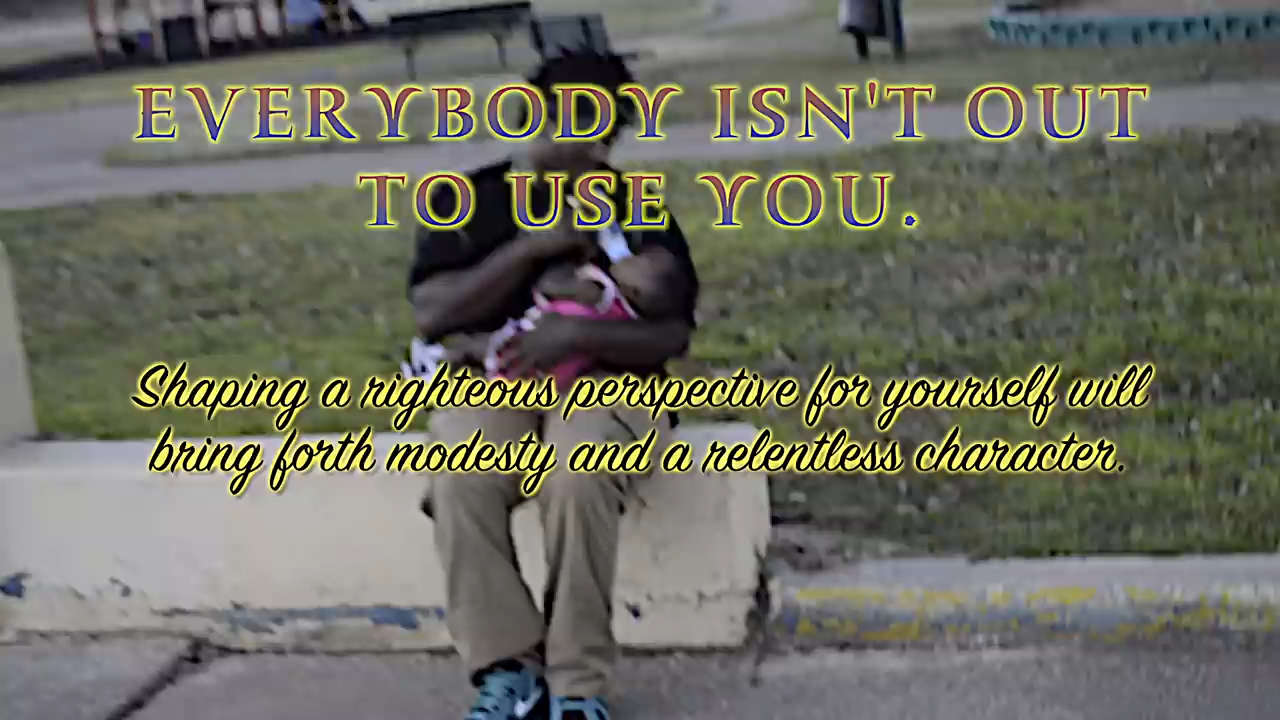 EVERYBODY ISN'T OUT
TO USE YOU.
Shaping a righteous perspective for yourself will
bring forth modesty and a relentless character.